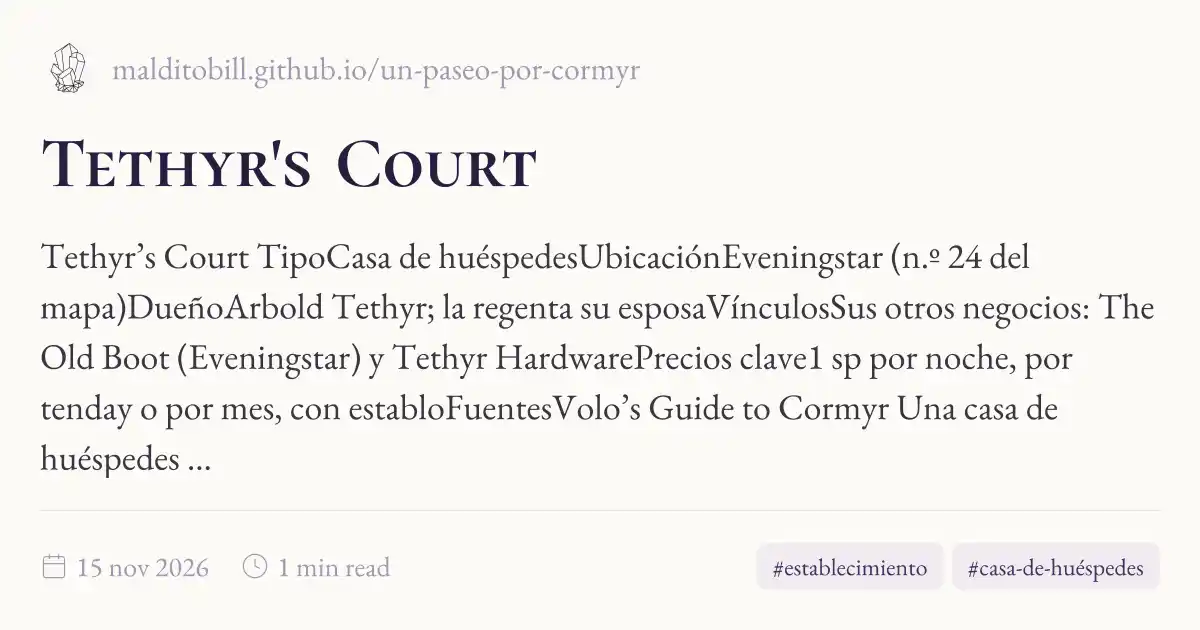 malditobill.github.io/un-paseo-por-cormyr
Tethyr's Court
Tethyr’s Court TipoCasa de huéspedesUbicaciónEveningstar (n.º 24 del
mapa)DueñoArbold Tethyr; la regenta su esposaVínculosSus otros negocios: The
Old Boot (Eveningstar) y Tethyr HardwarePrecios clave1 sp por noche, por
tenday o por mes, con establoFuentesVolo’s Guide to Cormyr Una casa de
huéspedes ...
15 nov 2026 1 min read #establecimiento #casa-de-huéspedes